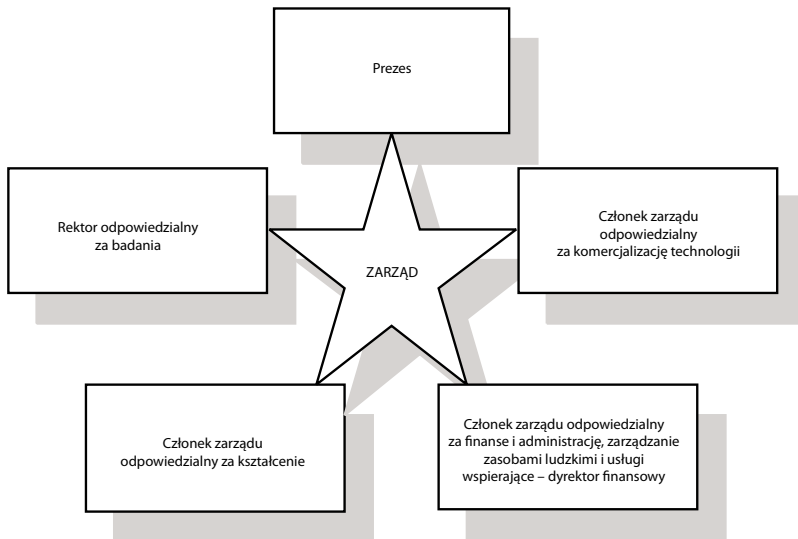 Prezes
Rektor odpowiedzialny
za badania
Członek zarządu
odpowiedzialny
za komercjalizację technologii
ZARZĄD
Członek zarządu
odpowiedzialny za kształcenie
Członek zarządu odpowiedzialny
za finanse i administrację, zarządzanie
zasobami ludzkimi i usługi
wspierające – dyrektor finansowy